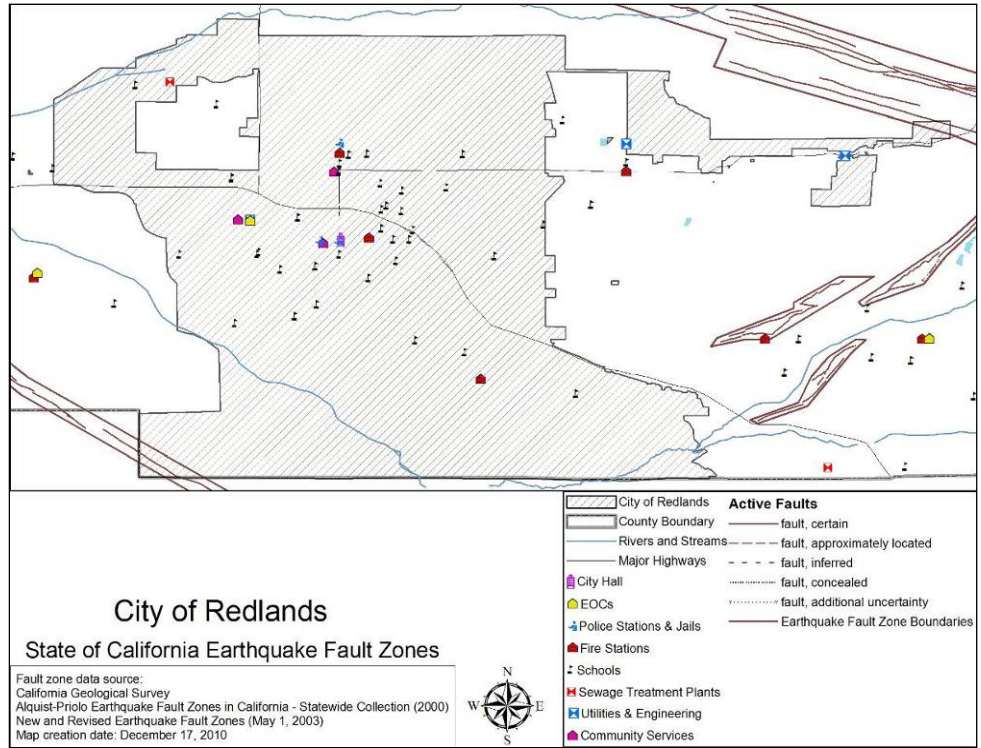 City of Redlands
State of California Earthquake Fault Zones
Fault zone data source:
California Geological Survey
Alquist-Priolo Earthquake Fault Zones in California - Statewide Collection (2000)
New and Revised Earthquake Fault Zones (May 1, 2003)
Map creation date: December 17, 2010
N
W E
S
City of Redlands
County Boundary
Rivers and Streams
Major Highways
City Hall
EOCs
Police Stations & Jails
Fire Stations
Schools
Sewage Treatment Plants
Utilities & Engineering
Community Services
Active Faults
fault, certain
fault, approximately located
fault, inferred
fault, concealed
fault, additional uncertainty
Earthquake Fault Zone Boundaries